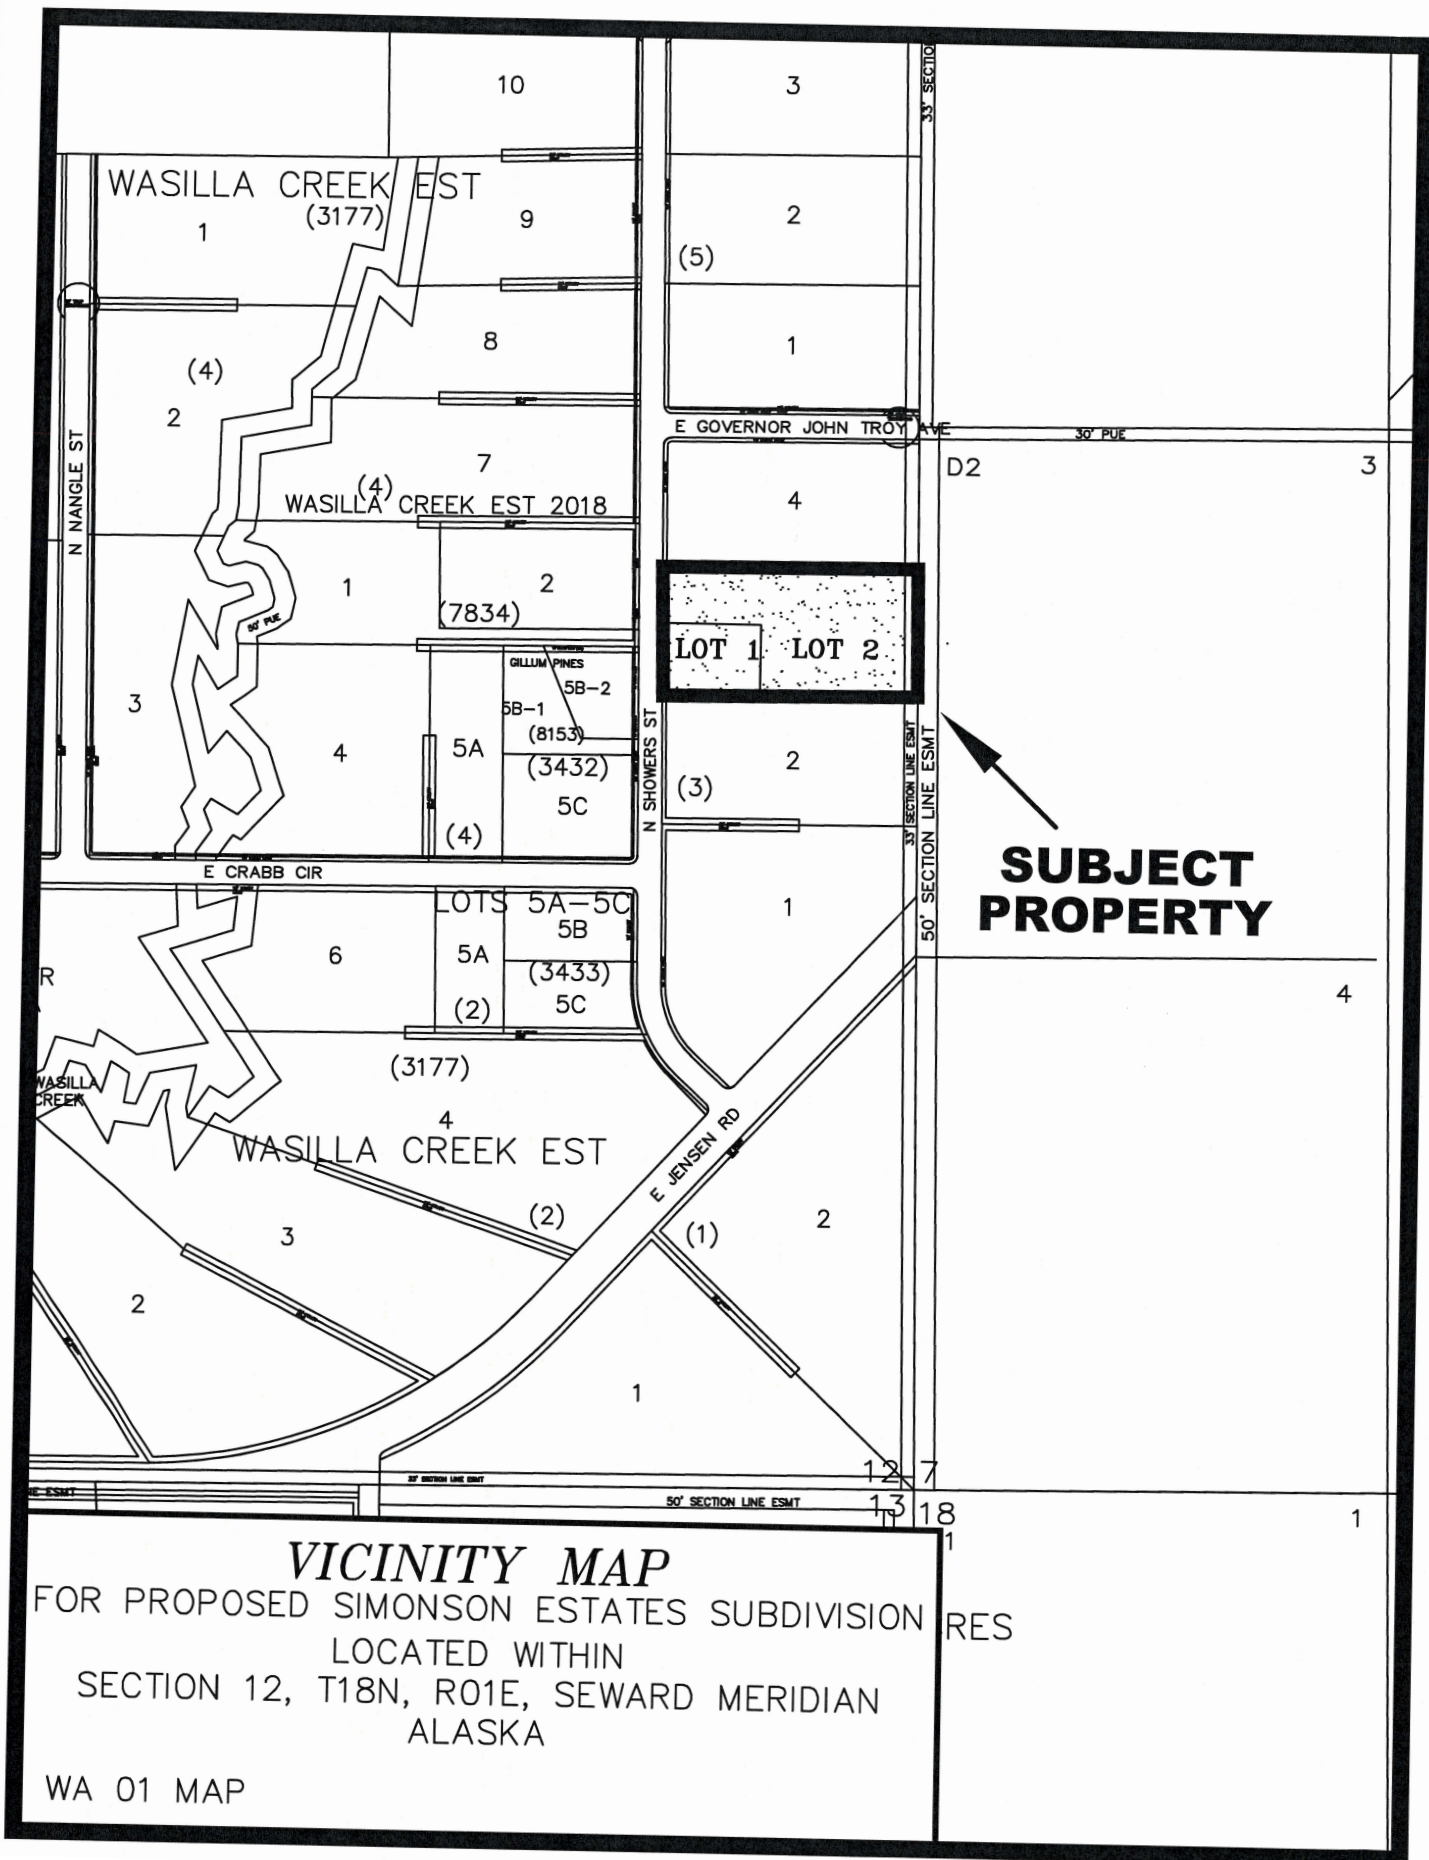 10
3
33' SECTIO
WASILLA CREEK EST
(3177)
1
9
2
(5)
8
1
(4)
2
N NANGLE ST
E GOVERNOR JOHN TROY AVE
30' PUE
7
(4)
WASILLA CREEK EST 2018
4
D2
3
1
2
(7834)
50' PUE
LOT 1
LOT 2
GILLUM PINES
5B-2
5B-1
(8153)
3
4
5A
(3432)
5C
(4)
N SHOWERS ST
2
(3)
33' SECTION LINE ESMT
50' SECTION LINE ESMT
SUBJECT
PROPERTY
E CRABB CIR
LOTS 5A-5C
5B
6
5A
(3433)
5C
(2)
1
R
4
(3177)
WASILLA
CREEK
4
WASILLA CREEK EST
E JENSEN RD
(2)
3
(1)
2
2
1
12
7
33' SECTION LINE ESMT
NE ESMT
50' SECTION LINE ESMT
13
18
1
1
VICINITY MAP
FOR PROPOSED SIMONSON ESTATES SUBDIVISION
RES
LOCATED WITHIN
SECTION 12, T18N, R01E, SEWARD MERIDIAN
ALASKA
WA 01 MAP